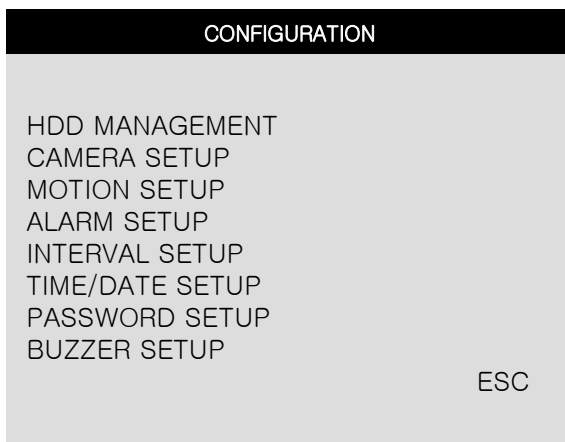 CONFIGURATION
HDD MANAGEMENT
CAMERA SETUP
MOTION SETUP
ALARM SETUP
INTERVAL SETUP
TIME/DATE SETUP
PASSWORD SETUP
BUZZER SETUP
ESC